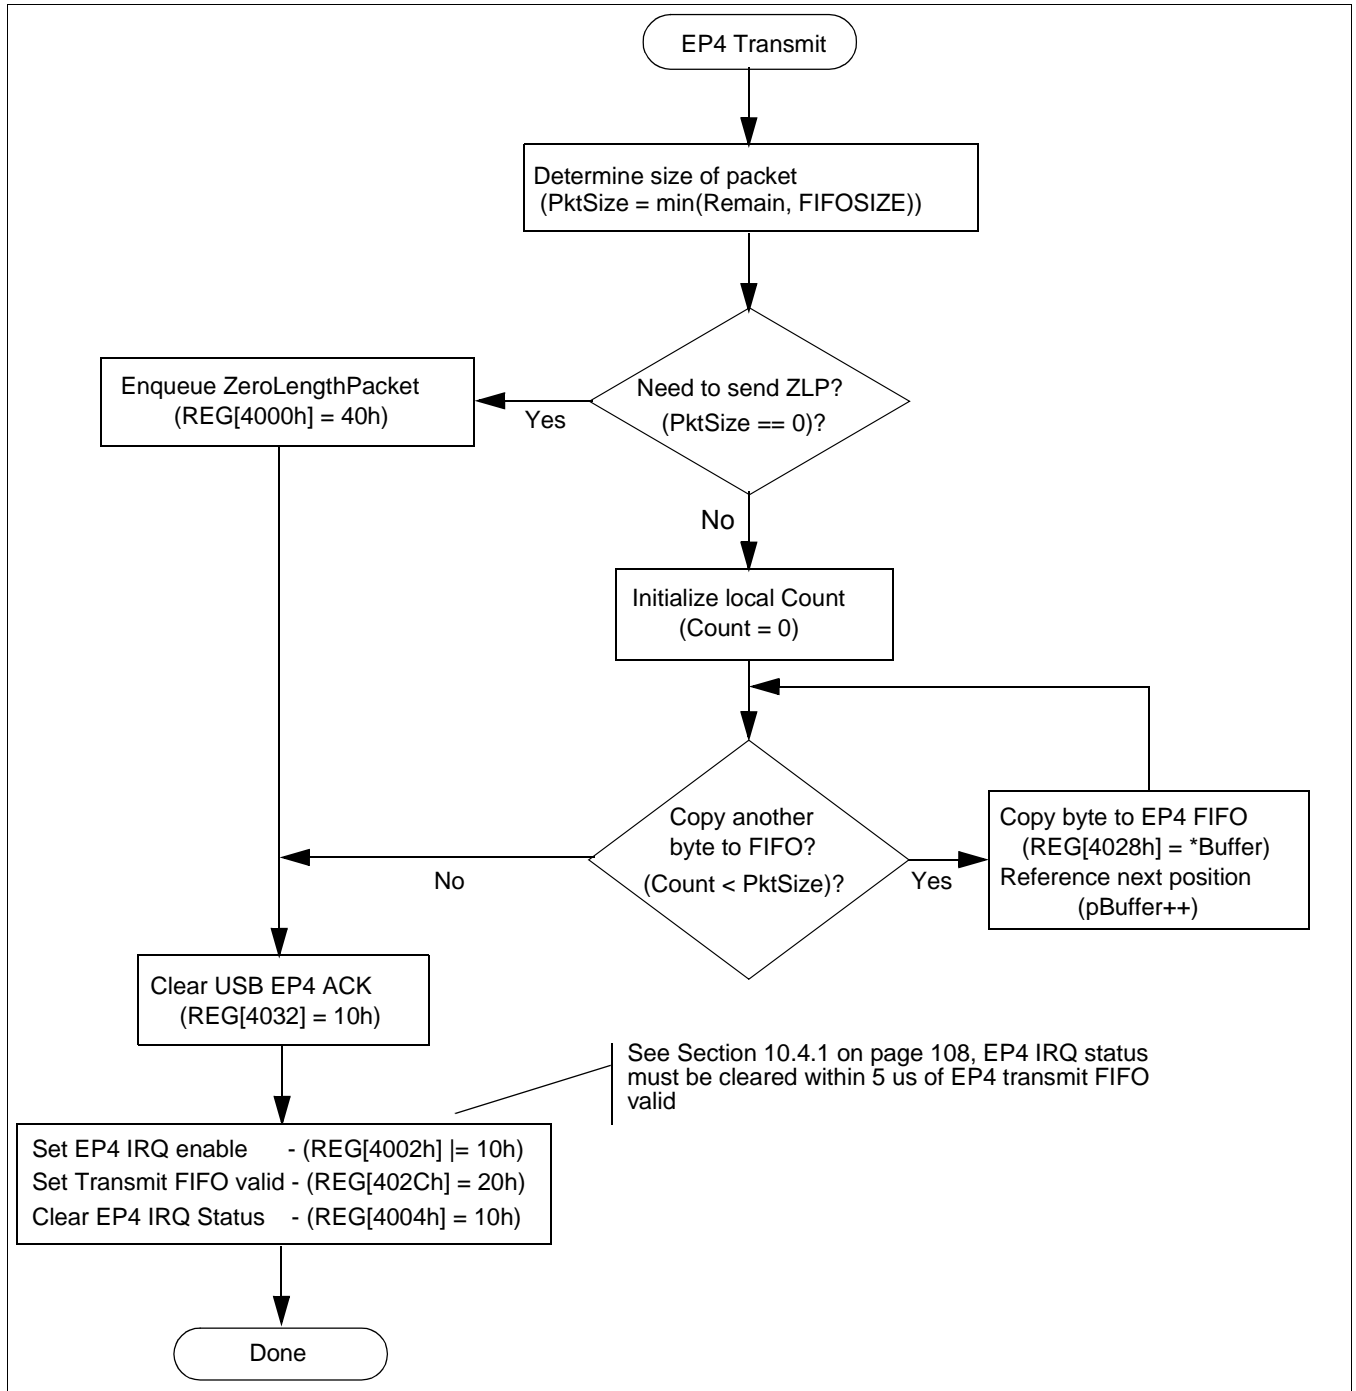 EP4 Transmit
Determine size of packet
(PktSize = min(Remain, FIFOSIZE))
Need to send ZLP?
(PktSize == 0)?
Yes
Enqueue ZeroLengthPacket
(REG[4000h] = 40h)
No
Initialize local Count
(Count = 0)
Copy another
byte to FIFO?
(Count < PktSize)?
Yes
Copy byte to EP4 FIFO
(REG[4028h] = *Buffer)
Reference next position
(pBuffer++)
No
Clear USB EP4 ACK
(REG[4032] = 10h)
See Section 10.4.1 on page 108, EP4 IRQ status
must be cleared within 5 us of EP4 transmit FIFO
valid
Set EP4 IRQ enable - (REG[4002h] |= 10h)
Set Transmit FIFO valid - (REG[402Ch] = 20h)
Clear EP4 IRQ Status - (REG[4004h] = 10h)
Done